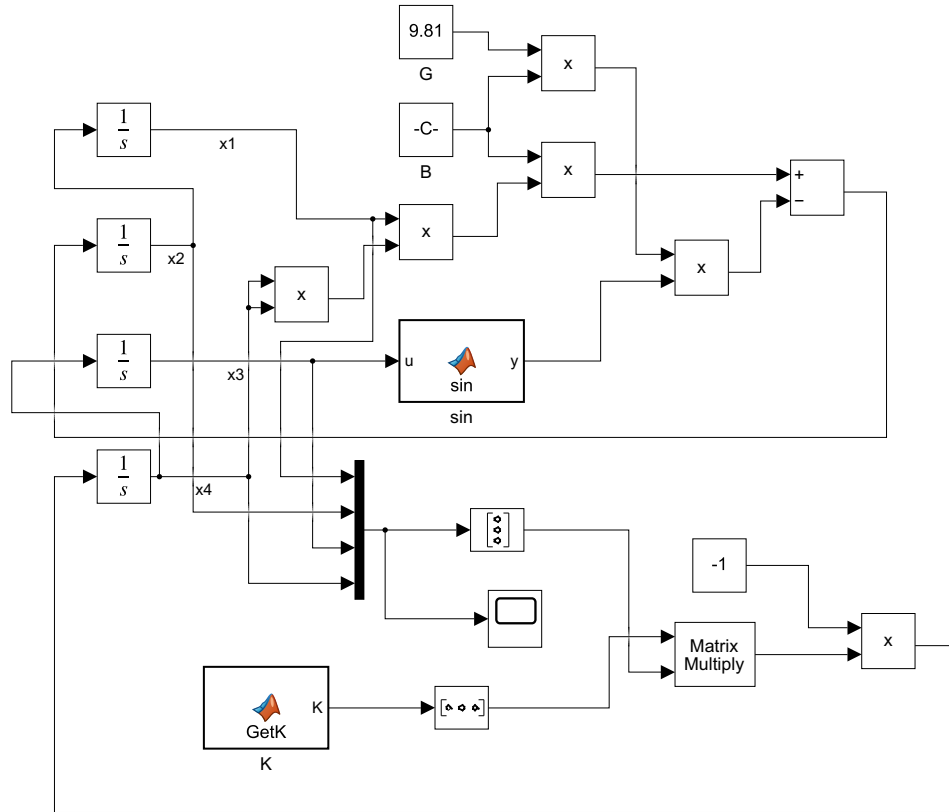 9.81
x
G
1
s
-C-
x1
B
x
+
−
1
s
x
x2
x
x
1
s
u
y
x3
sin
sin
1
s
x4
-1
Matrix
Multiply
x
K
GetK
K